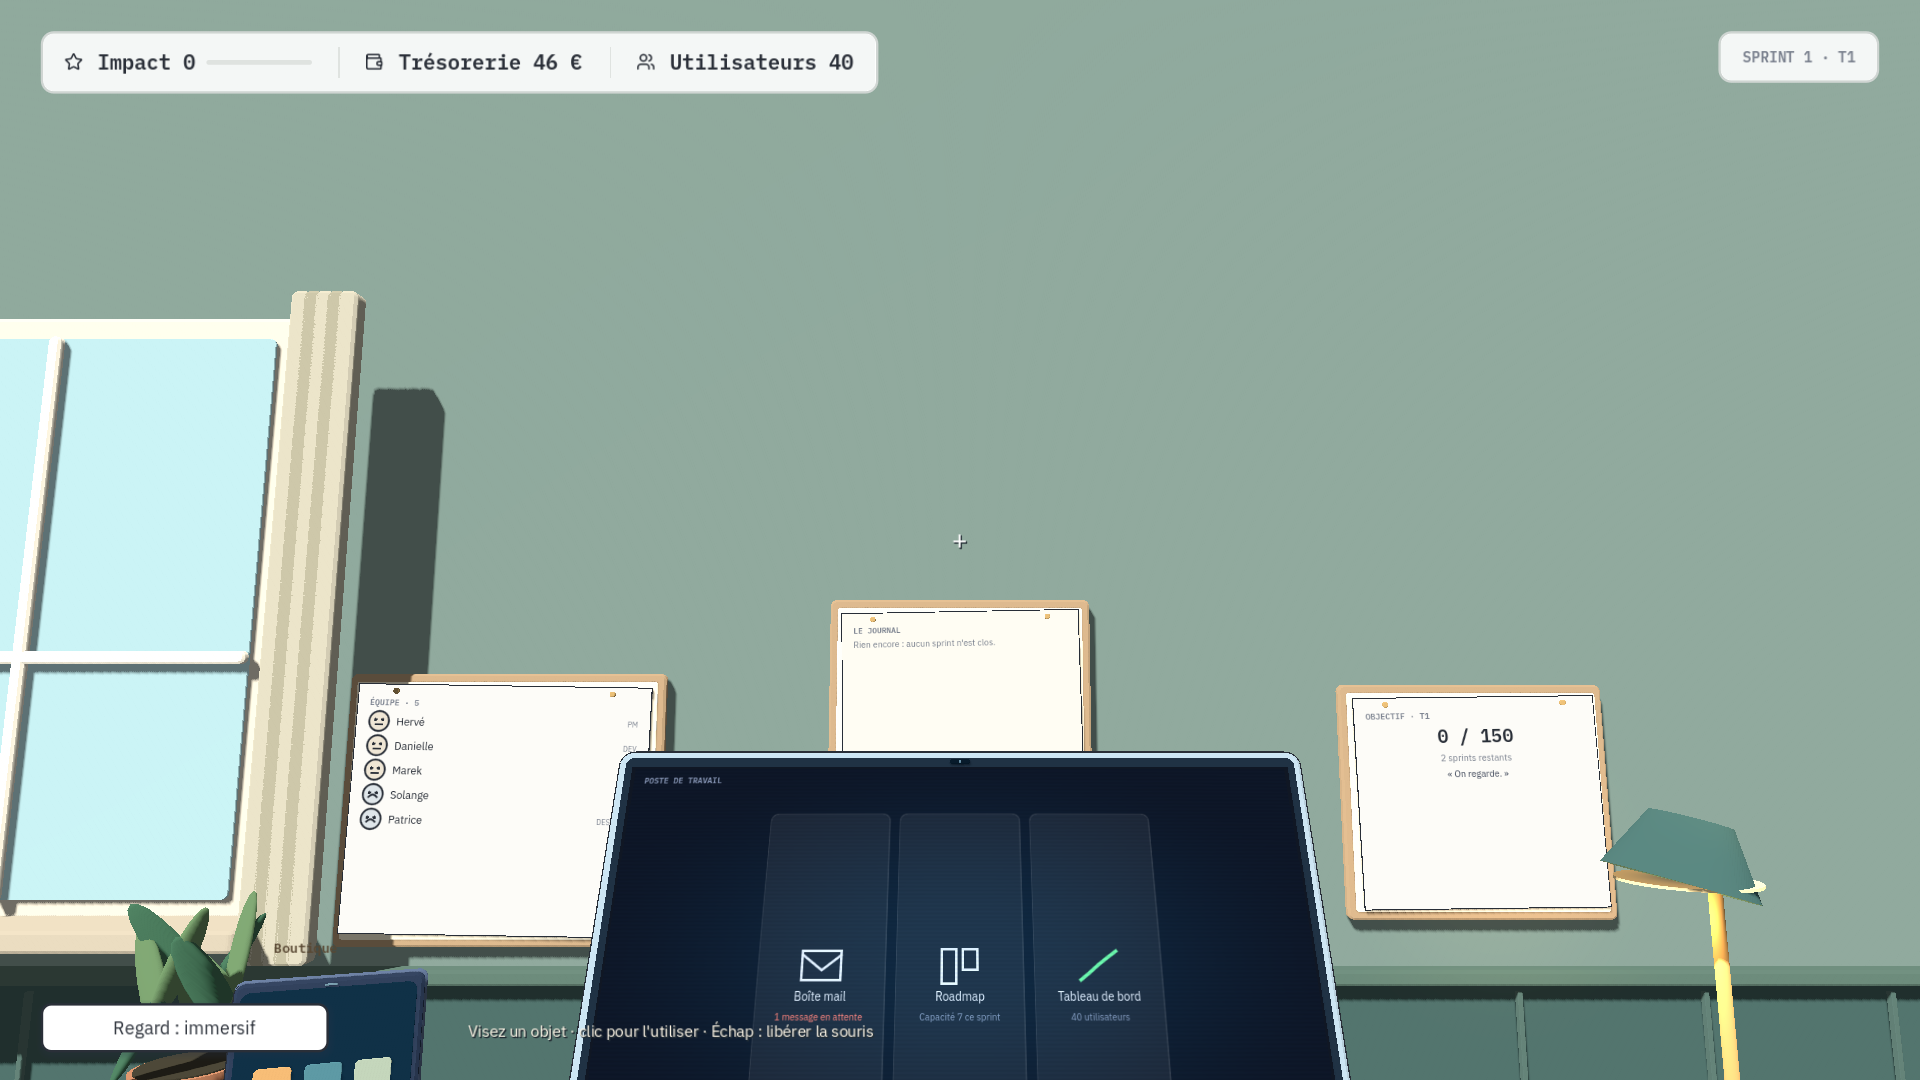 Impact 0
Trésorerie 46 €
Utilisateurs 40
SPRINT 1 · T1
LE JOURNAL
Rien encore : aucun sprint n'est clos.
ÉQUIPE · 5
Hervé PM
Danielle DEV
Marek
Solange
Patrice DES
OBJECTIF · T1
0 / 150
2 sprints restants
« On regarde. »
POSTE DE TRAVAIL
Boîte mail
1 message en attente
Roadmap
Capacité 7 ce sprint
Tableau de bord
40 utilisateurs
Boutique
Regard : immersif
Visez un objet · clic pour l'utiliser · Échap : libérer la souris